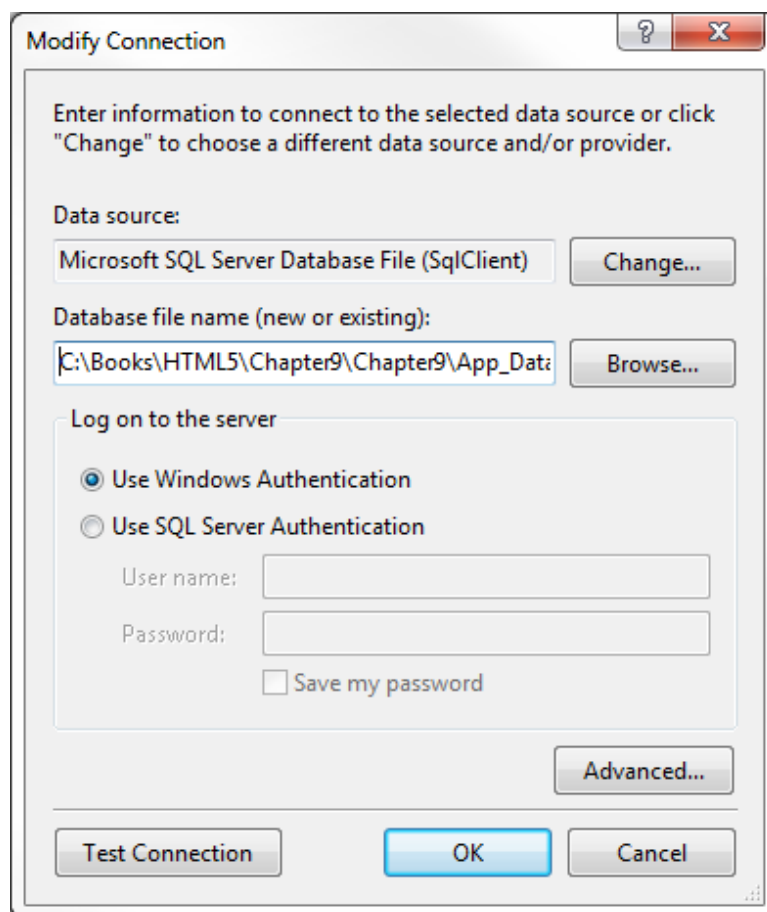 Modify Connection
Enter information to connect to the selected data source or click
"Change" to choose a different data source and/or provider.
Data source:
Microsoft SQL Server Database File (SqlClient)
Change...
Database file name (new or existing):
C:\Books\HTML5\Chapter9\Chapter9\App_Data
Browse...
Log on to the server
Use Windows Authentication
Use SQL Server Authentication
User name:
Password:
Save my password
Advanced...
Test Connection
OK
Cancel